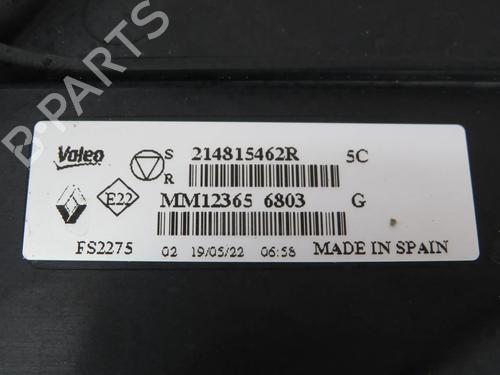 Valeo S 214815462R 5C
R
E22 MM12365 6803 G
FS2275 02 19/05/22 06:58 MADE IN SPAIN
B-PARTS